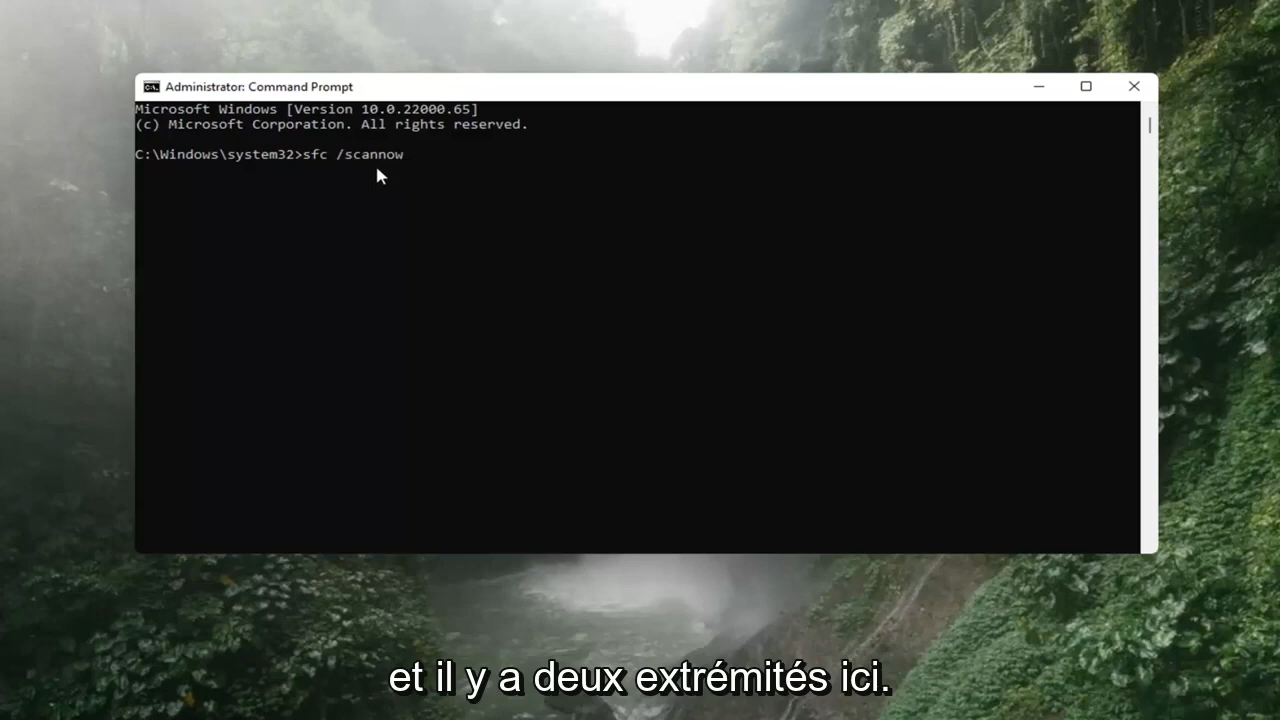 Administrator: Command Prompt
Microsoft Windows [Version 10.0.22000.65]
(c) Microsoft Corporation. All rights reserved.
C:\Windows\system32>sfc /scannow
et il y a deux extrémités ici.